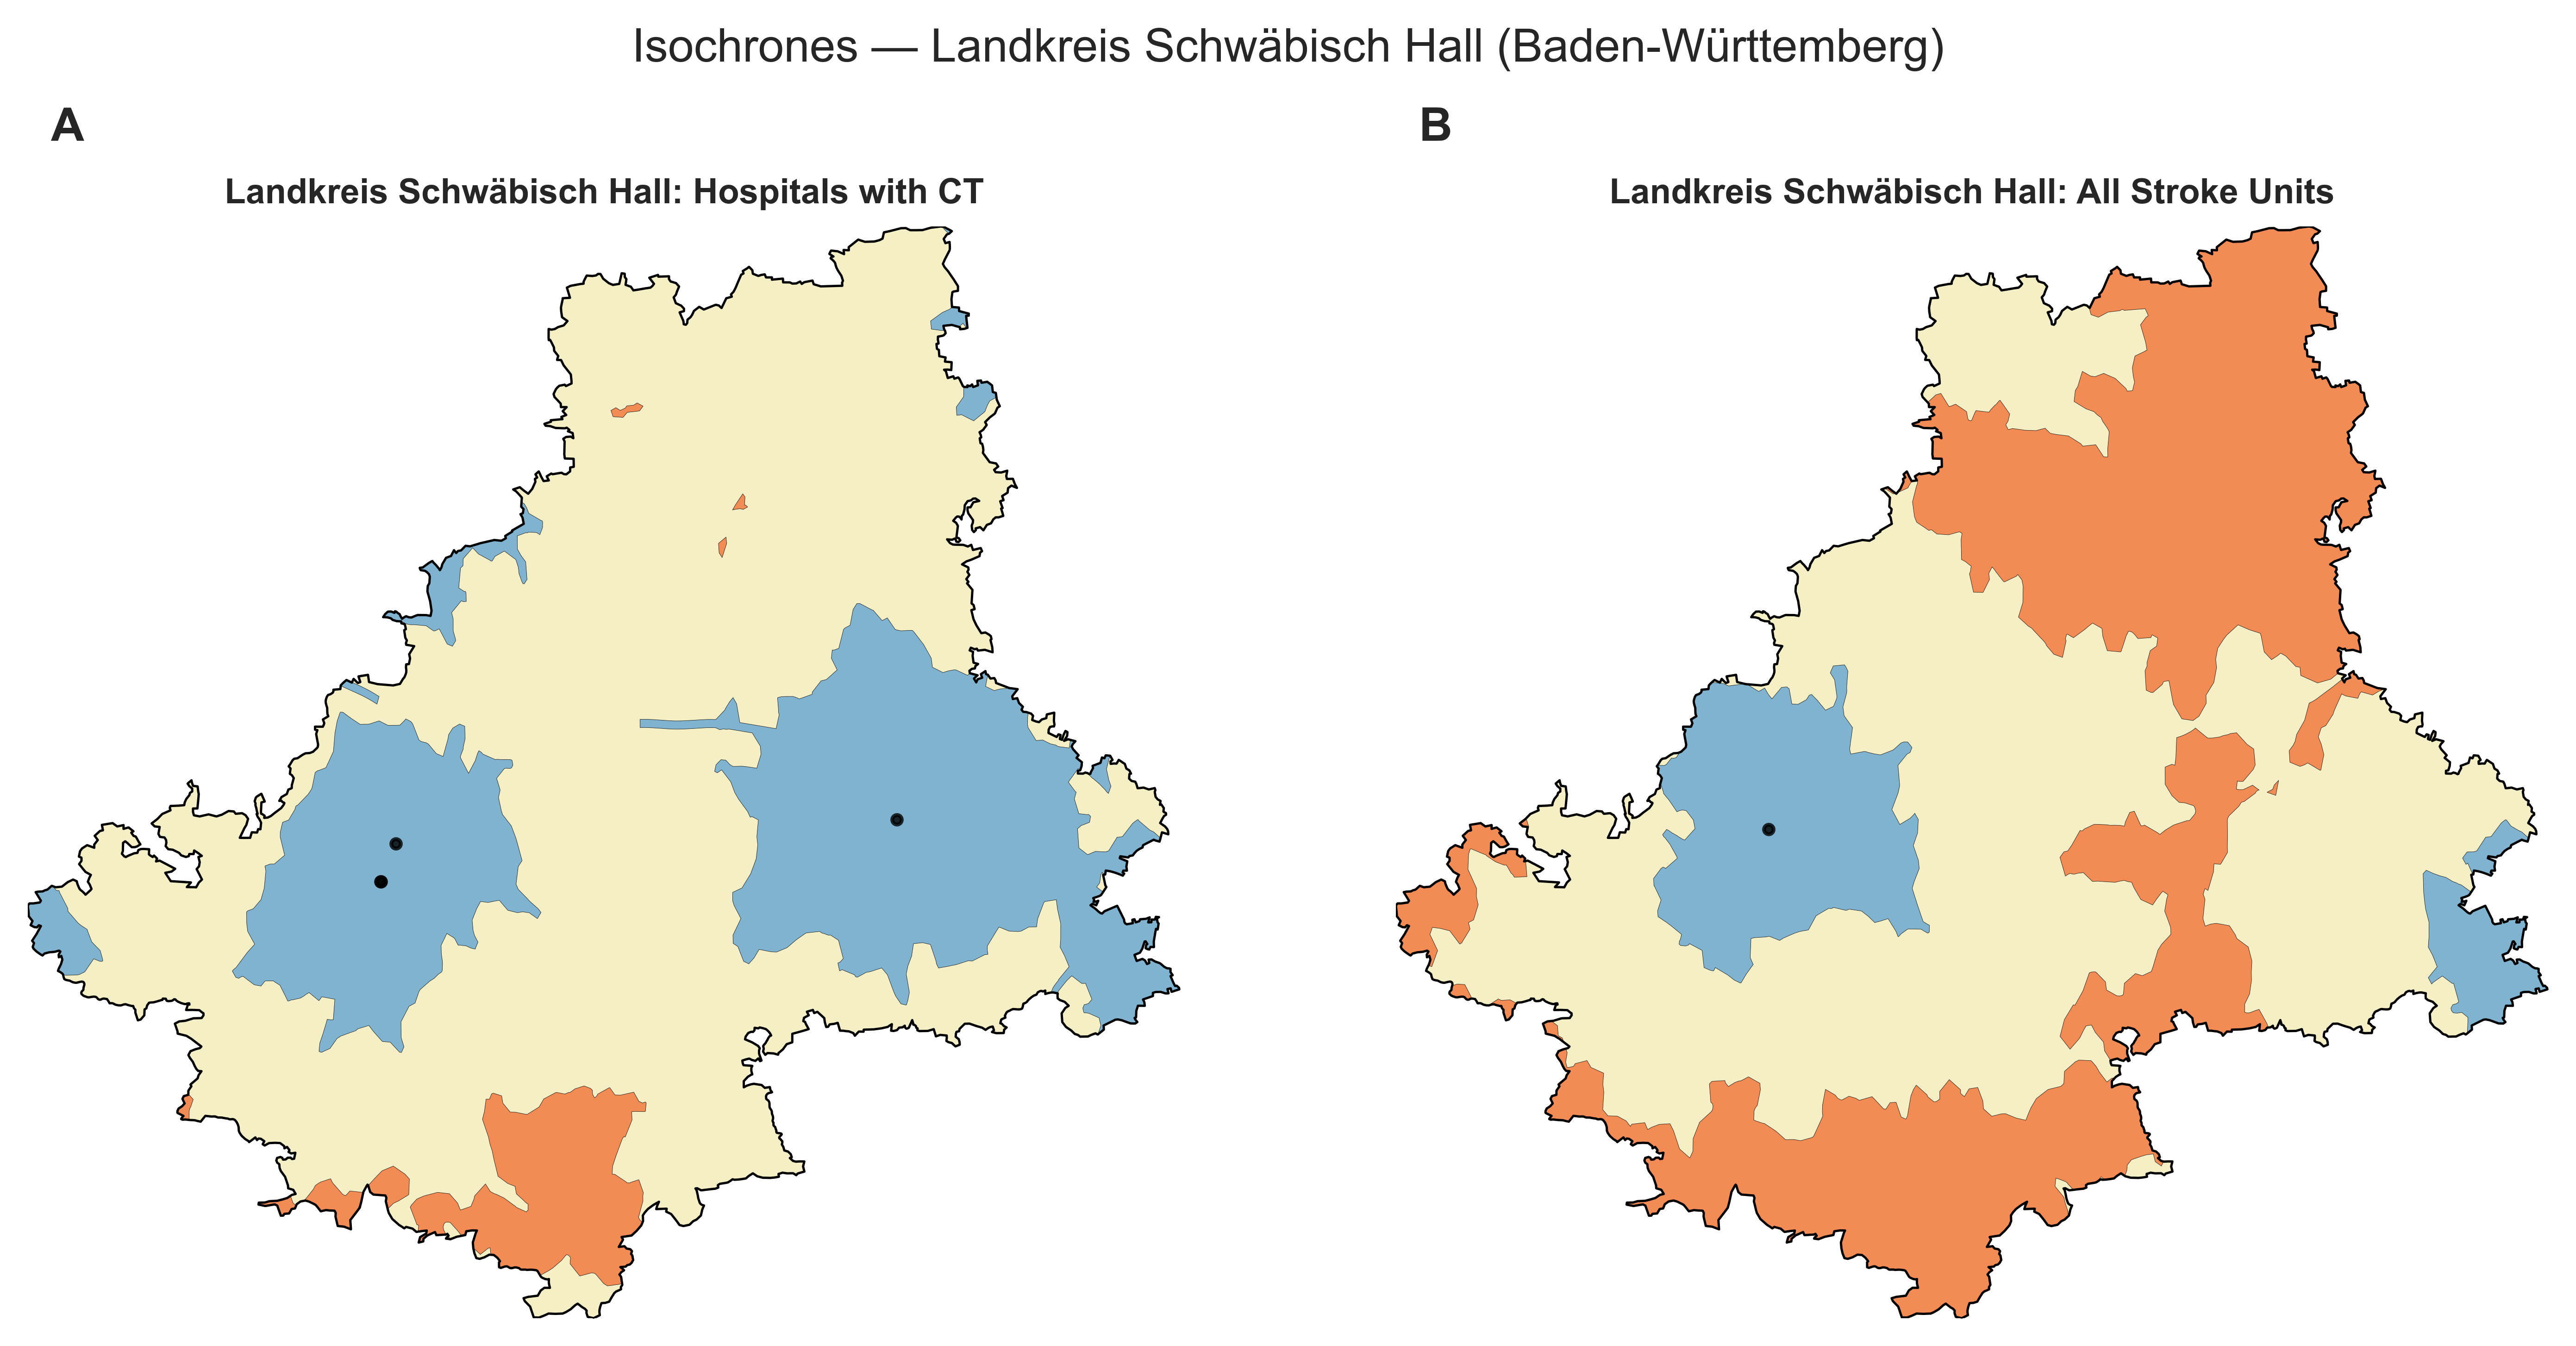 Isochrones — Landkreis Schwäbisch Hall (Baden-Württemberg)
A
B
Landkreis Schwäbisch Hall: Hospitals with CT
Landkreis Schwäbisch Hall: All Stroke Units